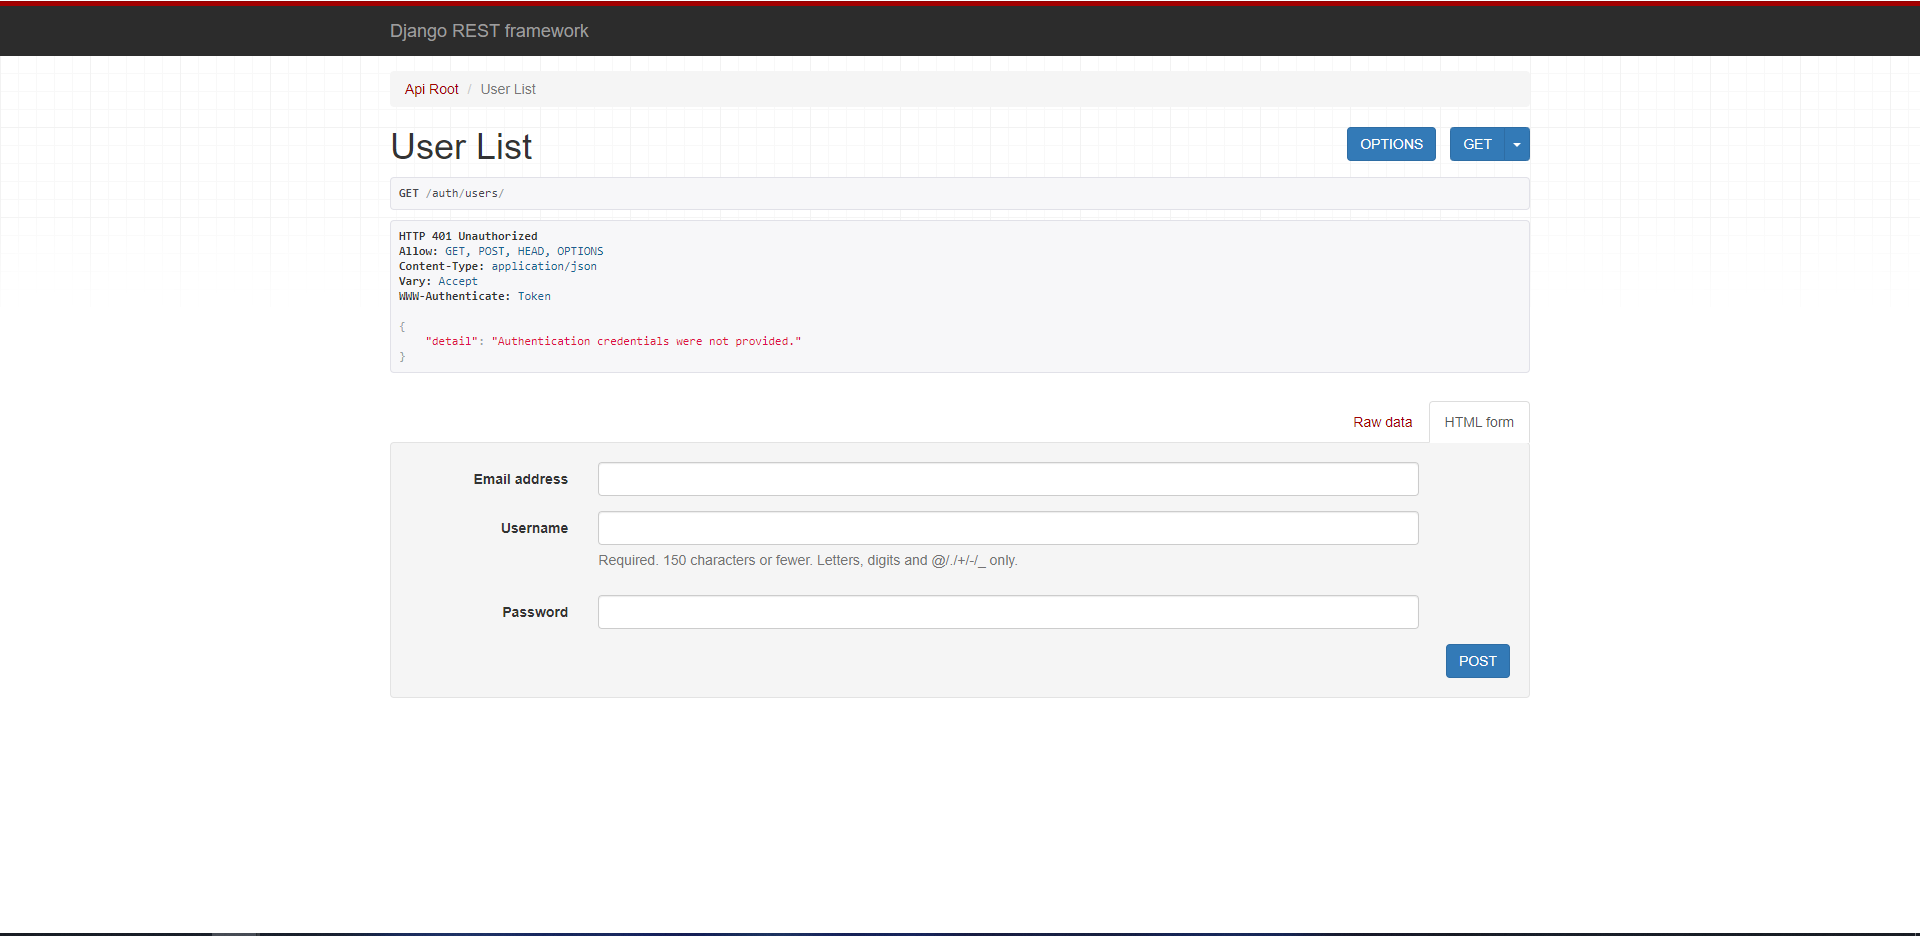 Django REST framework
Api Root / User List
User List
OPTIONS GET
GET /auth/users/
HTTP 401 Unauthorized
Allow: GET, POST, HEAD, OPTIONS
Content-Type: application/json
Vary: Accept
WWW-Authenticate: Token
{
"detail": "Authentication credentials were not provided."
}
Raw data HTML form
Email address
Username
Required. 150 characters or fewer. Letters, digits and @/./+/-/_ only.
Password
POST